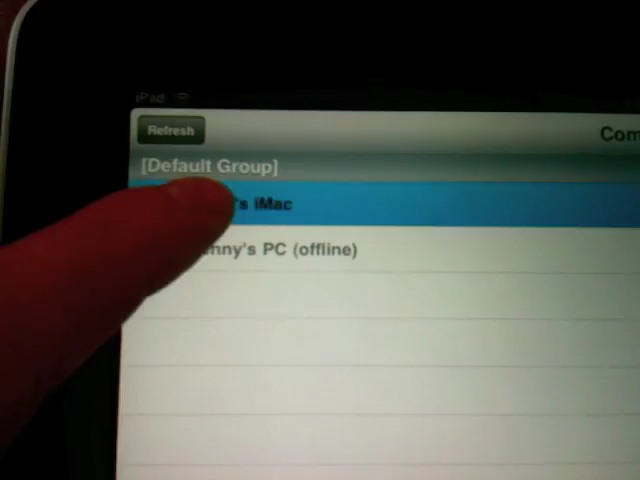 iPad
Refresh
Com
[Default Group]
's iMac
nny's PC (offline)